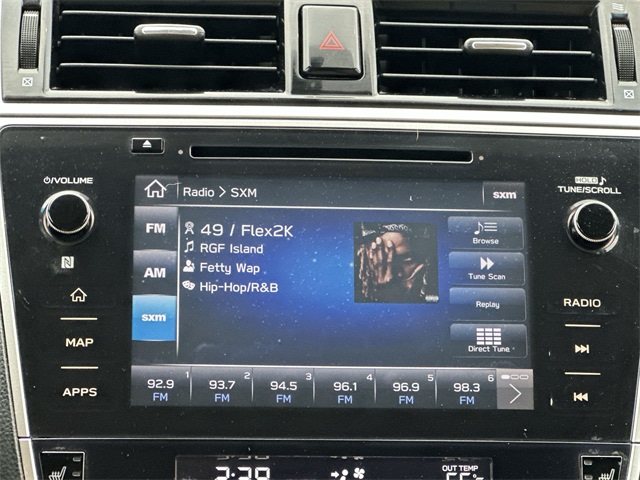 VOLUME
HOLD
TUNE/SCROLL
Radio > SXM
sxm
FM
AM
sxm
49 / Flex2K
RGF Island
Fetty Wap
Hip-Hop/R&B
Browse
Tune Scan
Replay
Direct Tune
N
MAP
APPS
RADIO
1 92.9 FM
2 93.7 FM
3 94.5 FM
4 96.1 FM
5 96.9 FM
6 98.3 FM
OUT TEMP